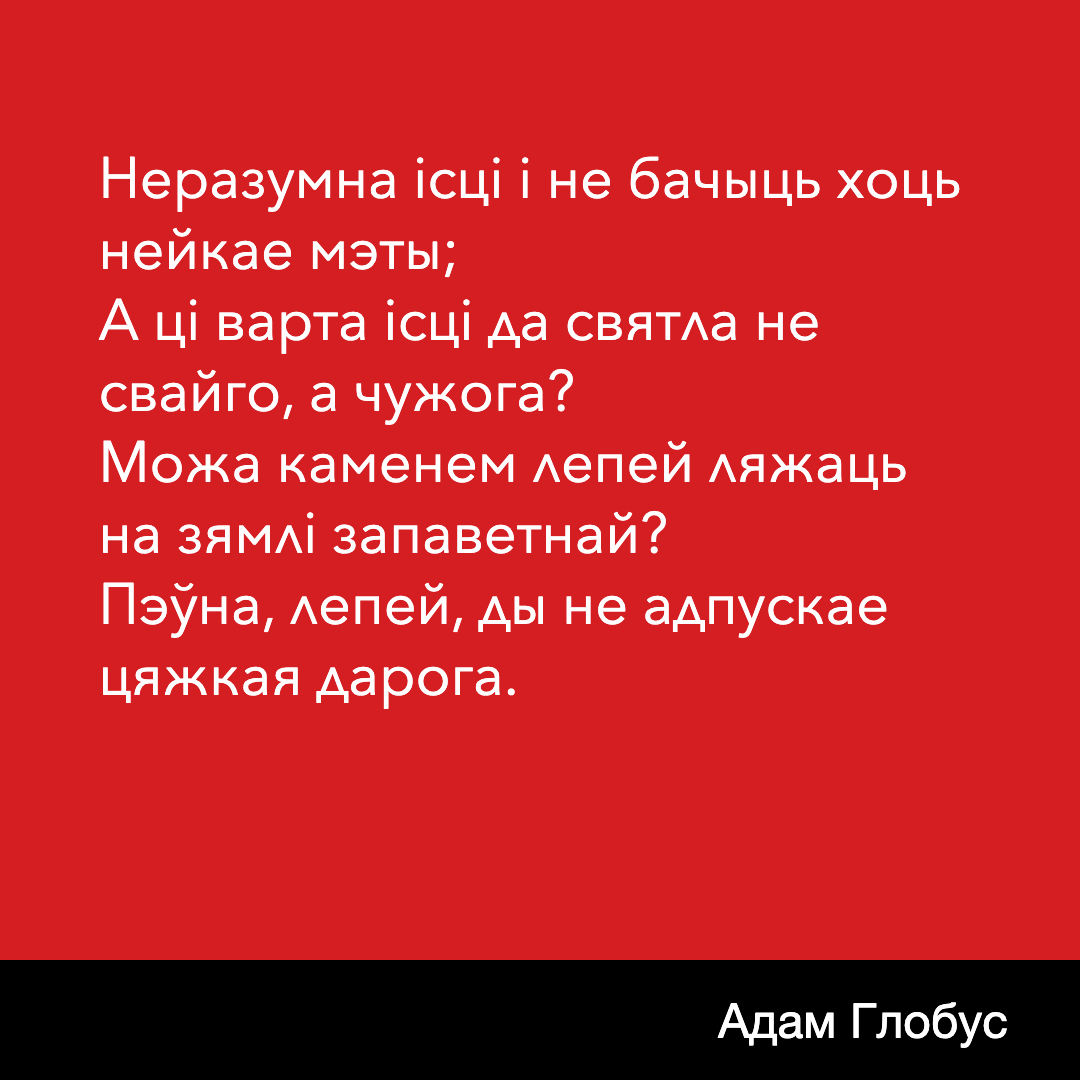 Неразумна ісці і не бачыць хоць
нейкае мэты;
А ці варта ісці да святла не
свайго, а чужога?
Можа каменем лепей ляжаць
на зямлі запаветнай?
Пэўна, лепей, ды не адпускае
цяжкая дарога.
Адам Глобус